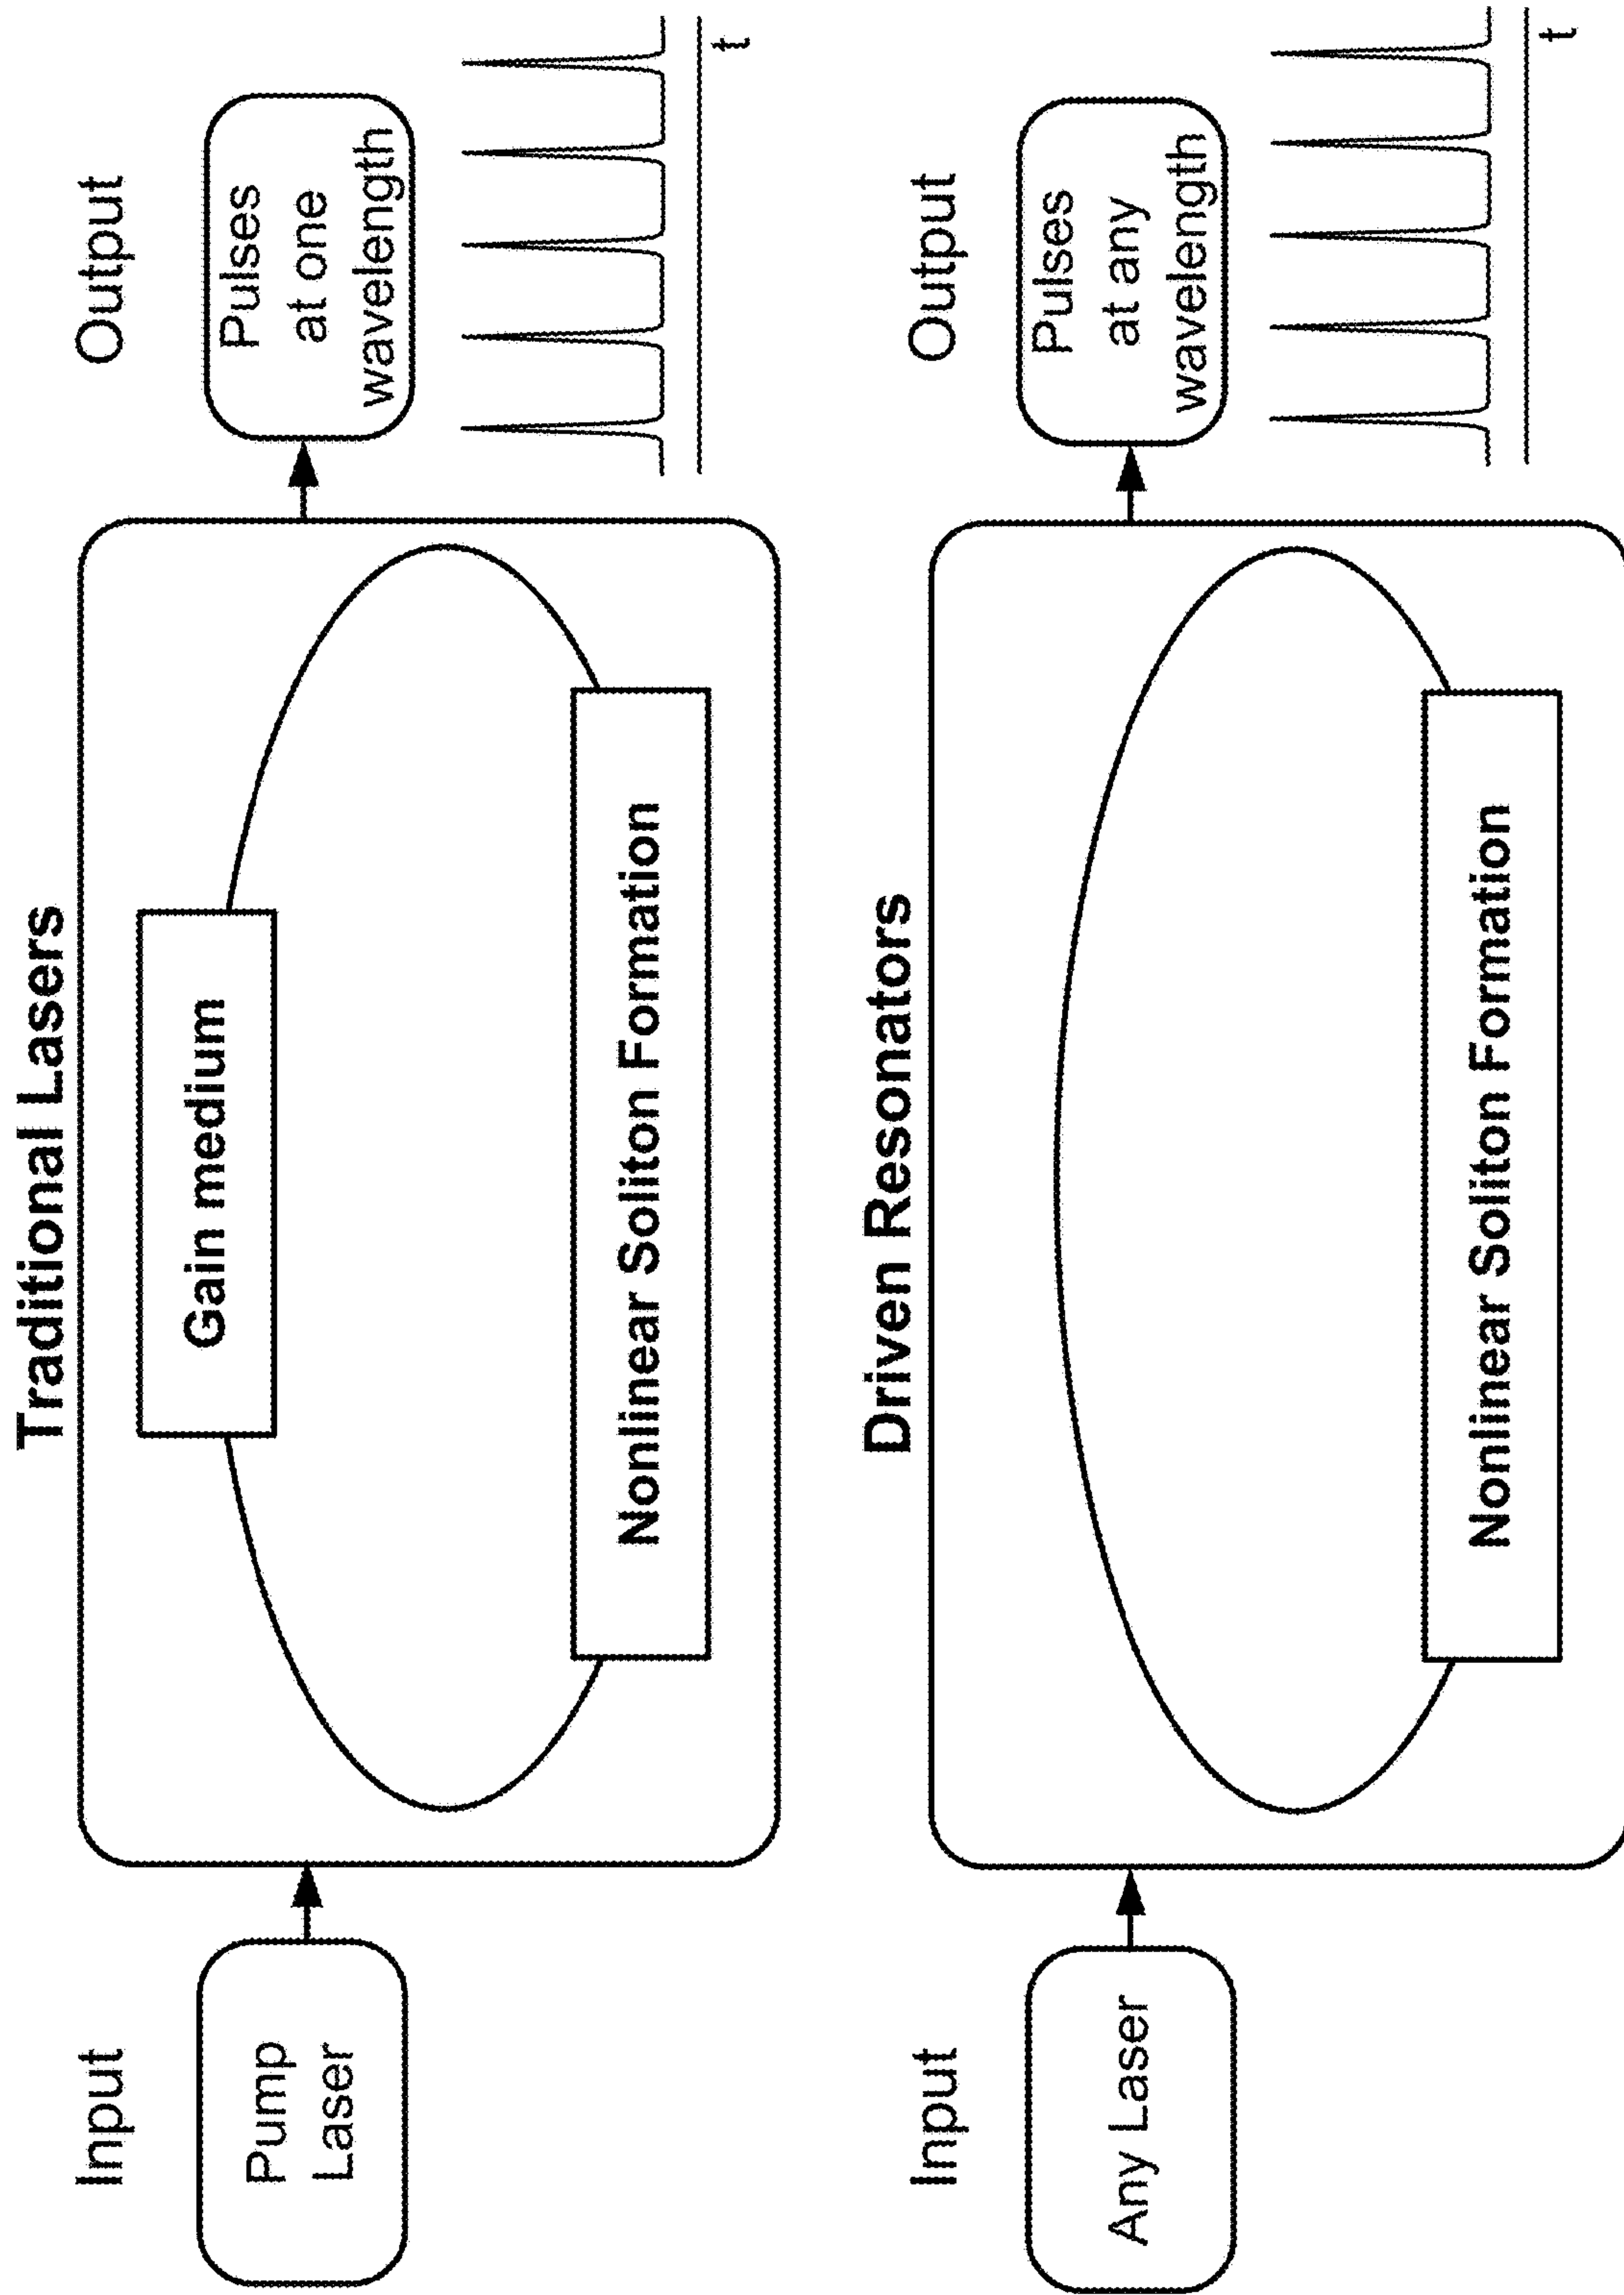 Traditional Lasers
Input
Output
Pump
Laser
Gain medium
Nonlinear Soliton Formation
Pulses
at one
wavelength
t
Driven Resonators
Input
Output
Any Laser
Nonlinear Soliton Formation
Pulses
at any
wavelength
t